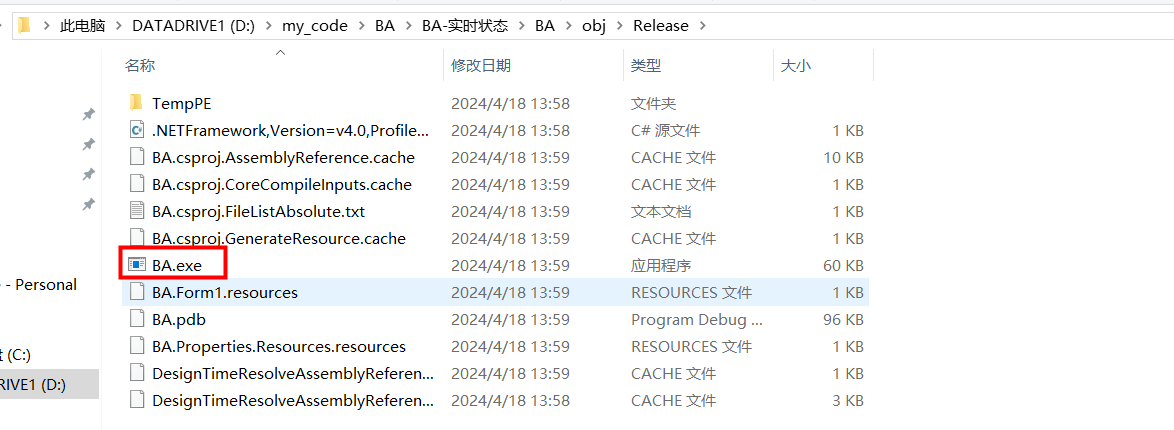 此电脑 > DATADRIVE1 (D:) > my_code > BA > BA-实时状态 > BA > obj > Release >
名称 修改日期 类型 大小
TempPE 2024/4/18 13:58 文件夹
.NETFramework,Version=v4.0,Profile... 2024/4/18 13:58 C# 源文件 1 KB
BA.csproj.AssemblyReference.cache 2024/4/18 13:59 CACHE 文件 10 KB
BA.csproj.CoreCompileInputs.cache 2024/4/18 13:59 CACHE 文件 1 KB
BA.csproj.FileListAbsolute.txt 2024/4/18 13:59 文本文档 1 KB
BA.csproj.GenerateResource.cache 2024/4/18 13:59 CACHE 文件 1 KB
BA.exe 2024/4/18 13:59 应用程序 60 KB
- Personal
BA.Form1.resources 2024/4/18 13:59 RESOURCES 文件 1 KB
BA.pdb 2024/4/18 13:59 Program Debug ... 96 KB
BA.Properties.Resources.resources 2024/4/18 13:59 RESOURCES 文件 1 KB
(C:)
DesignTimeResolveAssemblyReferen... 2024/4/18 13:59 CACHE 文件 1 KB
RIVE1 (D:)
DesignTimeResolveAssemblyReferen... 2024/4/18 13:58 CACHE 文件 3 KB